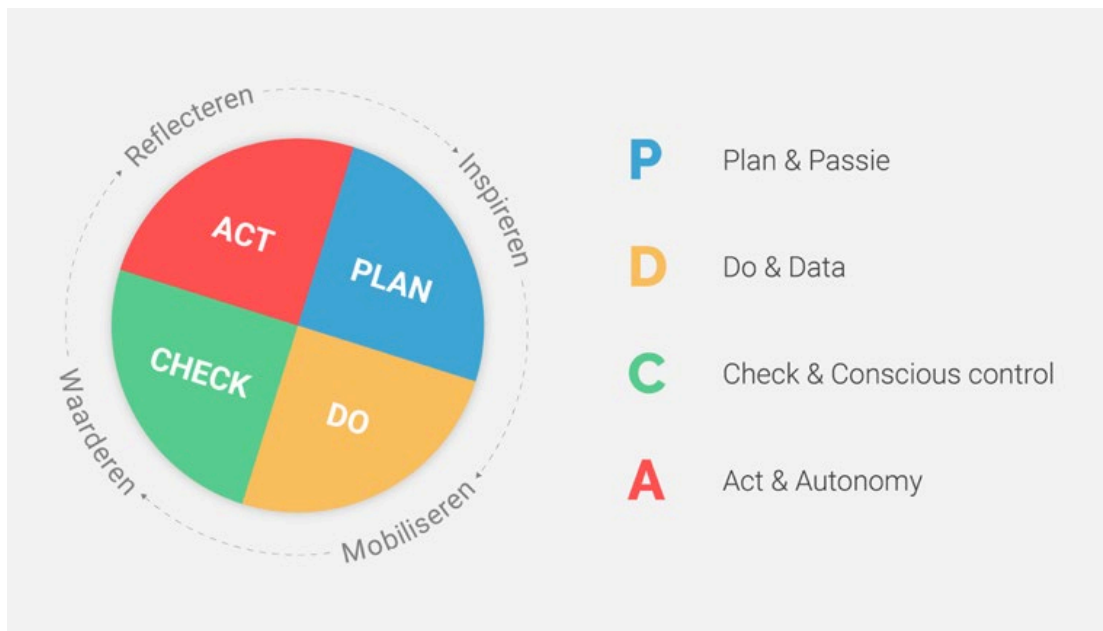 Reflecteren
Inspireren
Mobiliseren
Waarderen
ACT
PLAN
CHECK
DO
P Plan & Passie
D Do & Data
C Check & Conscious control
A Act & Autonomy